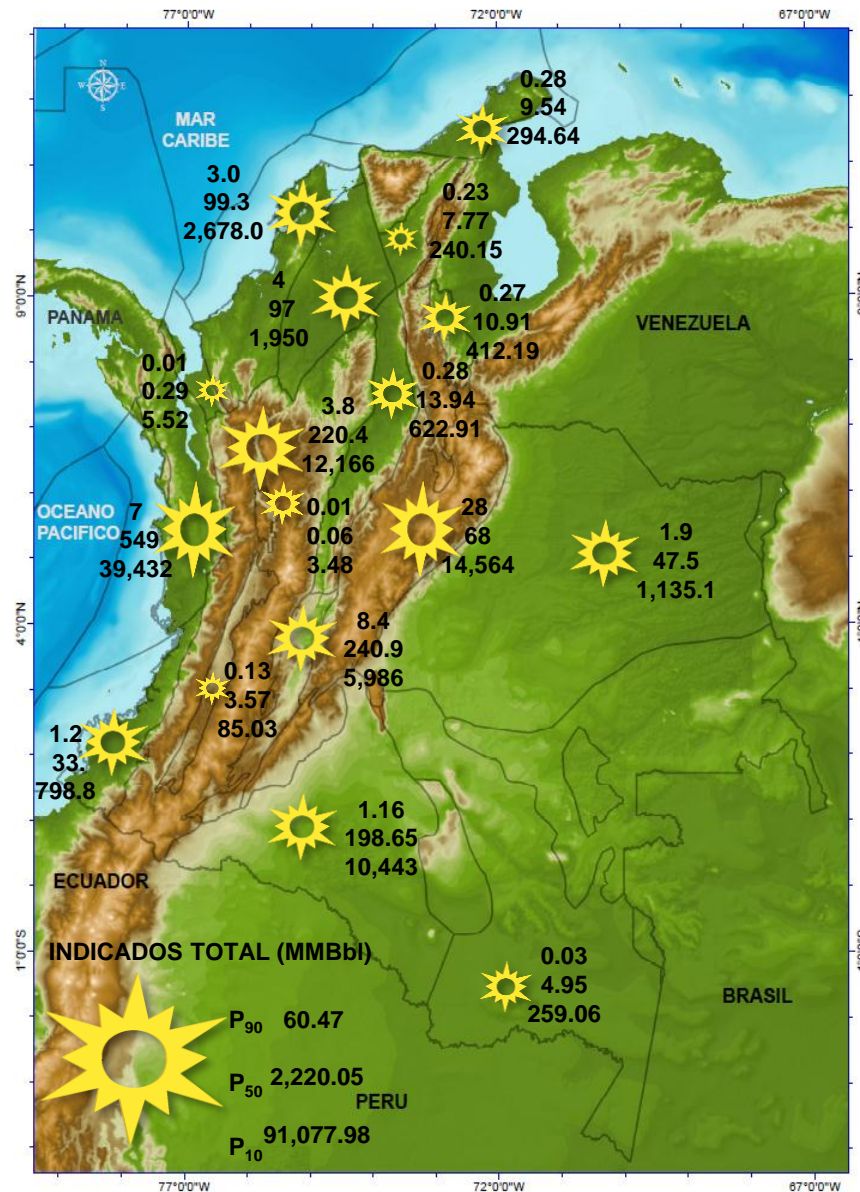 77°0'0"W 72°0'0"W 67°0'0"W
N
W E
S
MAR
CARIBE
0.28
9.54
294.64
3.0
99.3
2,678.0
0.23
7.77
240.15
9°0'0"N
4
97
1,950
0.27
10.91
412.19
PANAMA
VENEZUELA
0.01
0.29
5.52
0.28
13.94
622.91
3.8
220.4
12,166
OCEANO
PACIFICO
7
549
39,432
0.01
0.06
3.48
28
68
14,564
1.9
47.5
1,135.1
4°0'0"N
8.4
240.9
5,986
0.13
3.57
85.03
1.2
33.
798.8
1.16
198.65
10,443
ECUADOR
INDICADOS TOTAL (MMBbl)
1°0'0"S
0.03
4.95
259.06
BRASIL
P90 60.47
P50 2,220.05
PERU
P10 91,077.98
77°0'0"W 72°0'0"W 67°0'0"W